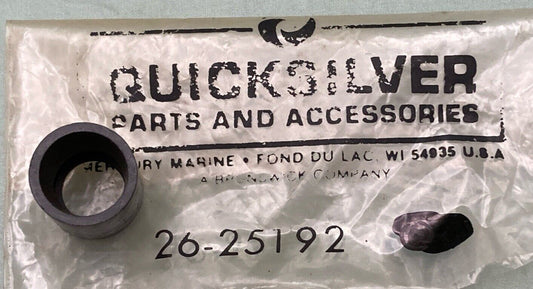 QUICKSILVER
PARTS AND ACCESSORIES
MERCURY MARINE • FOND DU LAC, WI 54935 U.S.A
A BRUNSWICK COMPANY
26-25192